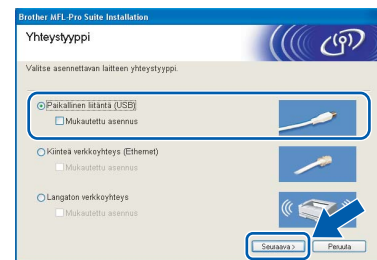 Brother MFL-Pro Suite Installation
Yhteystyyppi
Valitse asennettavan laitteen yhteystyyppi.
Paikallinen liitäntä (USB)
Mukautettu asennus
Kiinteä verkkoyhteys (Ethernet)
Mukautettu asennus
Langaton verkkoyhteys
Mukautettu asennus
Seuraava >
Peruuta